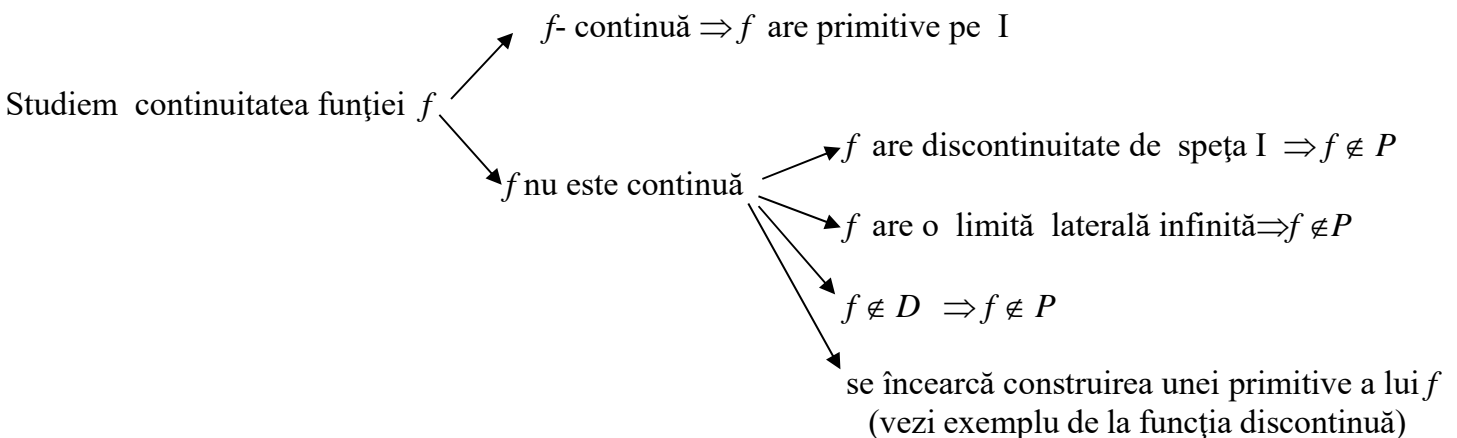 f- continuă ⇒ f are primitive pe I
Studiem continuitatea funţiei f
f are discontinuitate de speţa I ⇒ f ∉ P
f nu este continuă
f are o limită laterală infinită⇒f ∉P
f ∉ D ⇒ f ∉ P
se încearcă construirea unei primitive a lui f
(vezi exemplu de la funcţia discontinuă)